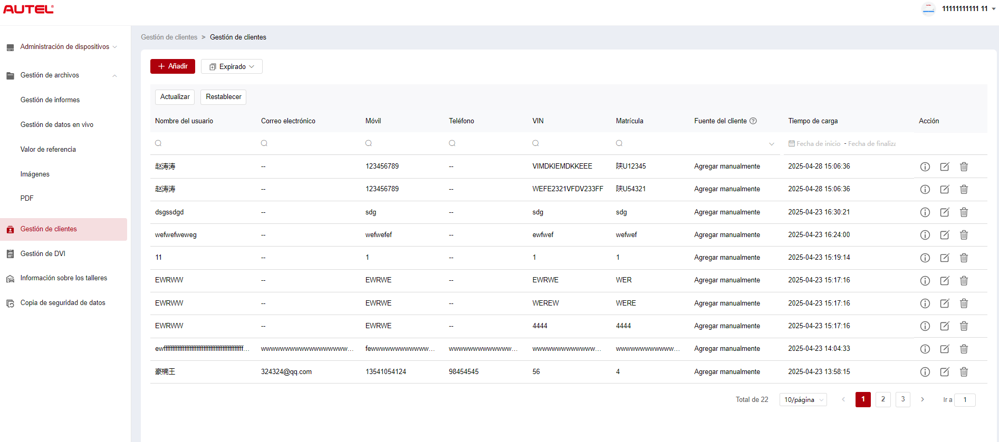 AUTEL
11111111111 11
Administración de dispositivos
Gestión de archivos
Gestión de informes
Gestión de datos en vivo
Valor de referencia
Imágenes
PDF
Gestión de clientes
Gestión de DVI
Información sobre los talleres
Copia de seguridad de datos
Gestión de clientes > Gestión de clientes
+ Añadir Expirado
Actualizar Restablecer
Nombre del usuario Correo electrónico Móvil Teléfono VIN Matrícula Fuente del cliente Tiempo de carga Acción
Fecha de inicio - Fecha de finaliza
赵涛涛 -- 123456789 -- VIMDKIEMDKKEEE 陕U12345 Agregar manualmente 2025-04-28 15:06:36
赵涛涛 -- 123456789 -- WEFE2321VFDV233FF 陕U54321 Agregar manualmente 2025-04-28 15:06:36
dsgssdgd -- sdg -- sdg sdg Agregar manualmente 2025-04-23 16:30:21
wefwefweweg -- wefwefef -- ewfwef wefwef Agregar manualmente 2025-04-23 16:24:00
11 -- 1 -- 1 1 Agregar manualmente 2025-04-23 15:19:14
EWRWW -- EWRWE -- EWRWE WER Agregar manualmente 2025-04-23 15:17:16
EWRWW -- EWRWE -- WEREW WERE Agregar manualmente 2025-04-23 15:17:16
EWRWW -- EWRWE -- 4444 4444 Agregar manualmente 2025-04-23 15:17:16
Agregar manualmente 2025-04-23 14:04:33
豪楠王 324324@qq.com 13541054124 98454545 56 4 Agregar manualmente 2025-04-23 13:58:15
Total de 22 10/página < 1 2 3 > Ir a 1